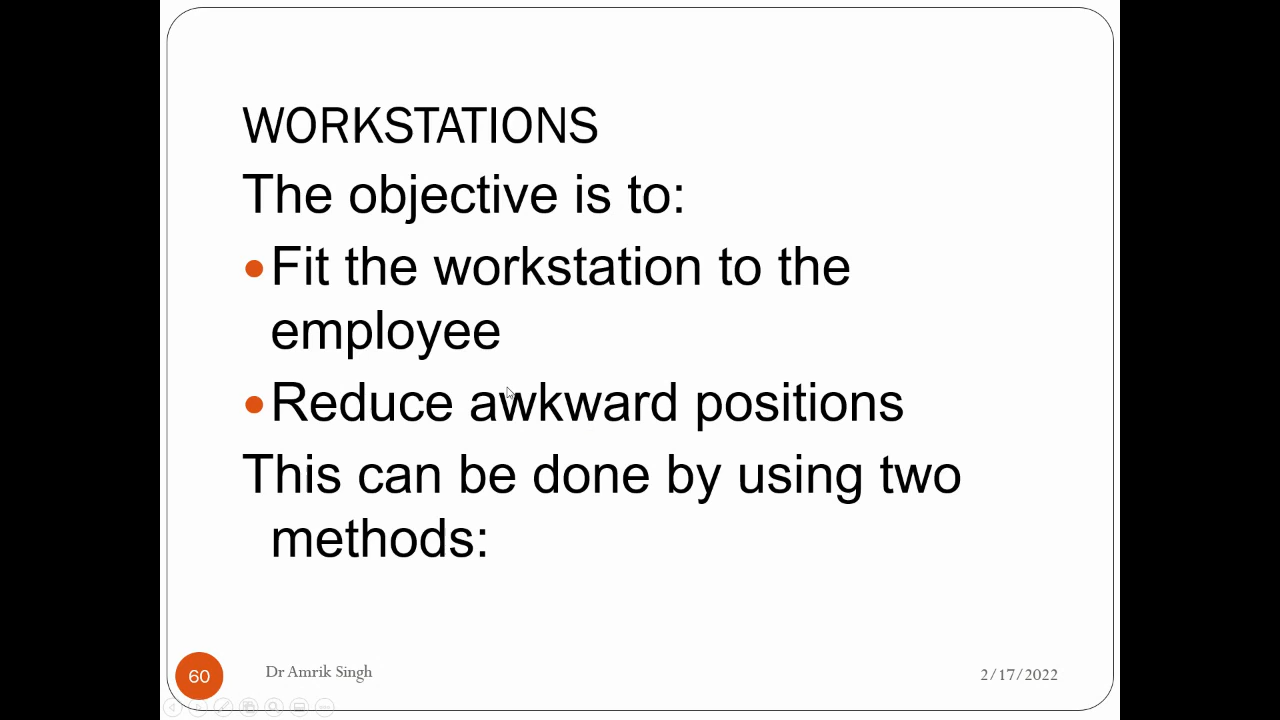 WORKSTATIONS
The objective is to:
•Fit the workstation to the
employee
•Reduce awkward positions
This can be done by using two
methods:
60
Dr Amrik Singh
2/17/2022